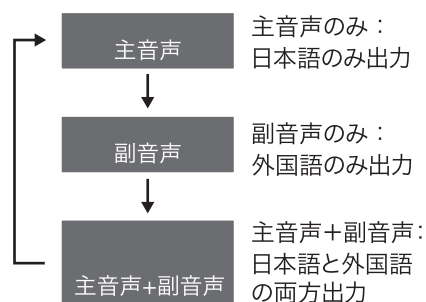 主音声
主音声のみ：
日本語のみ出力
副音声
副音声のみ：
外国語のみ出力
主音声+副音声
主音声＋副音声：
日本語と外国語
の両方出力